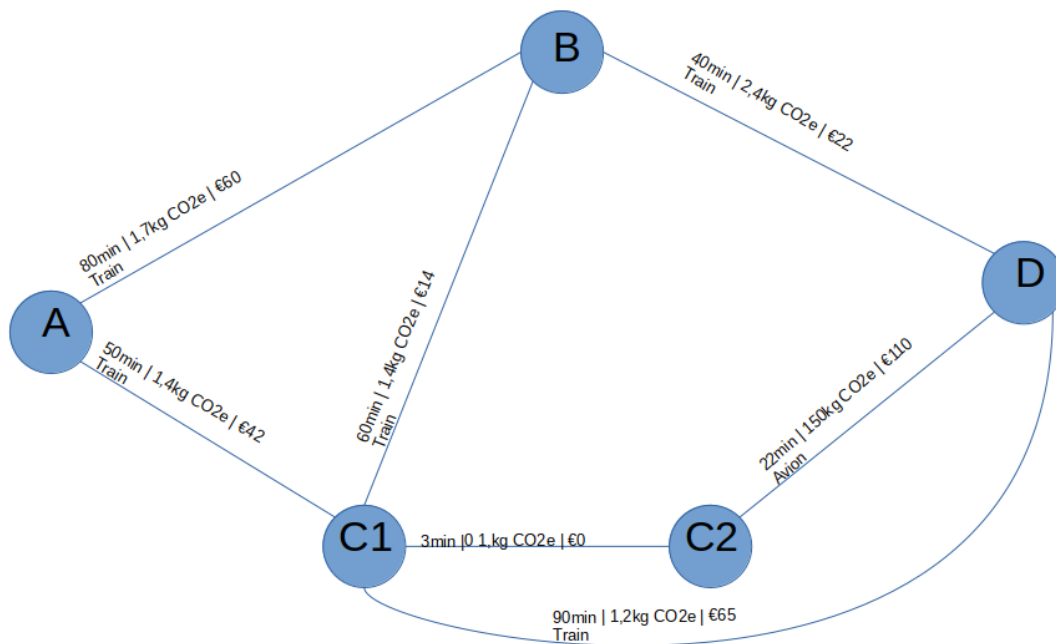 B
40min | 2,4kg CO2e | €22
Train
80min | 1,7kg CO2e | €60
Train
D
A
50min | 1,4kg CO2e | €42
Train
60min | 1,4kg CO2e | €14
Train
22min | 150kg CO2e | €110
Avion
C1
3min |0 1,kg CO2e | €0
C2
90min | 1,2kg CO2e | €65
Train